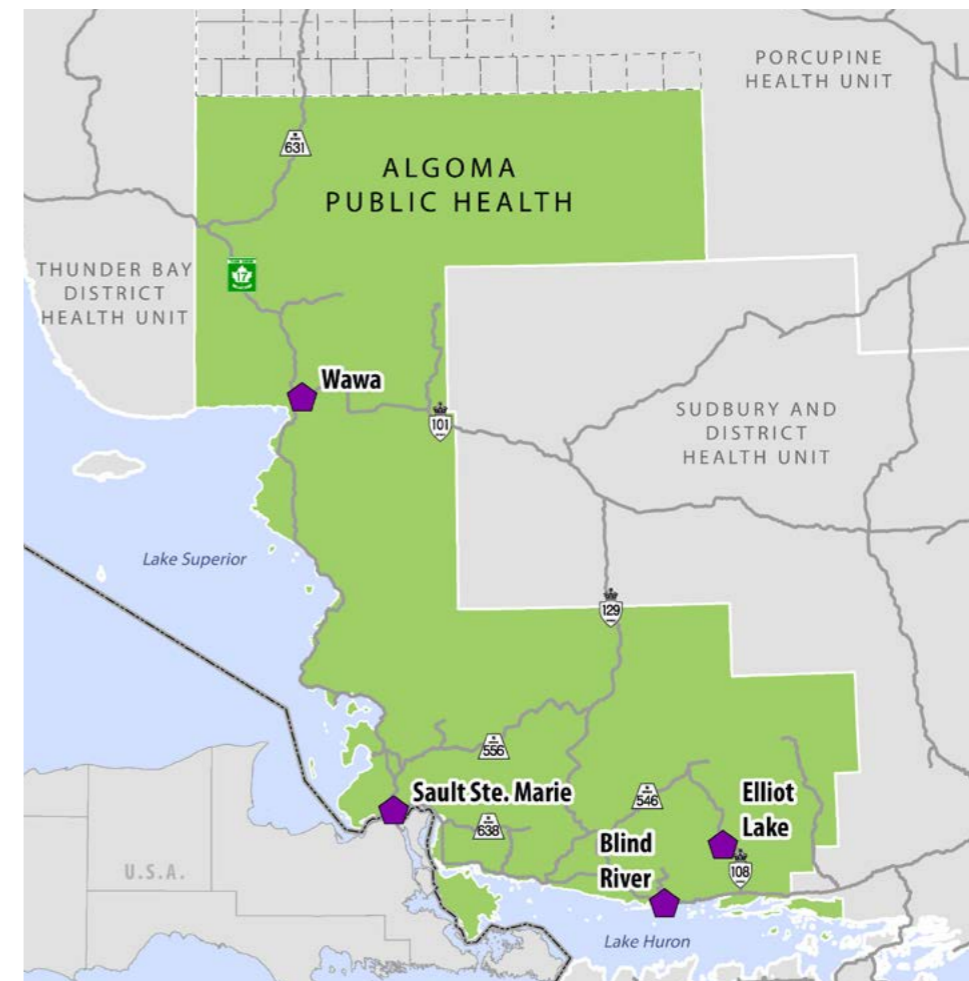 PORCUPINE
HEALTH UNIT
631
ALGOMA
PUBLIC HEALTH
THUNDER BAY
DISTRICT
HEALTH UNIT
17
Wawa
101
SUDBURY AND
DISTRICT
HEALTH UNIT
Lake Superior
129
556
Sault Ste. Marie
546
Elliot
Lake
638
Blind
River
108
U.S.A.
Lake Huron